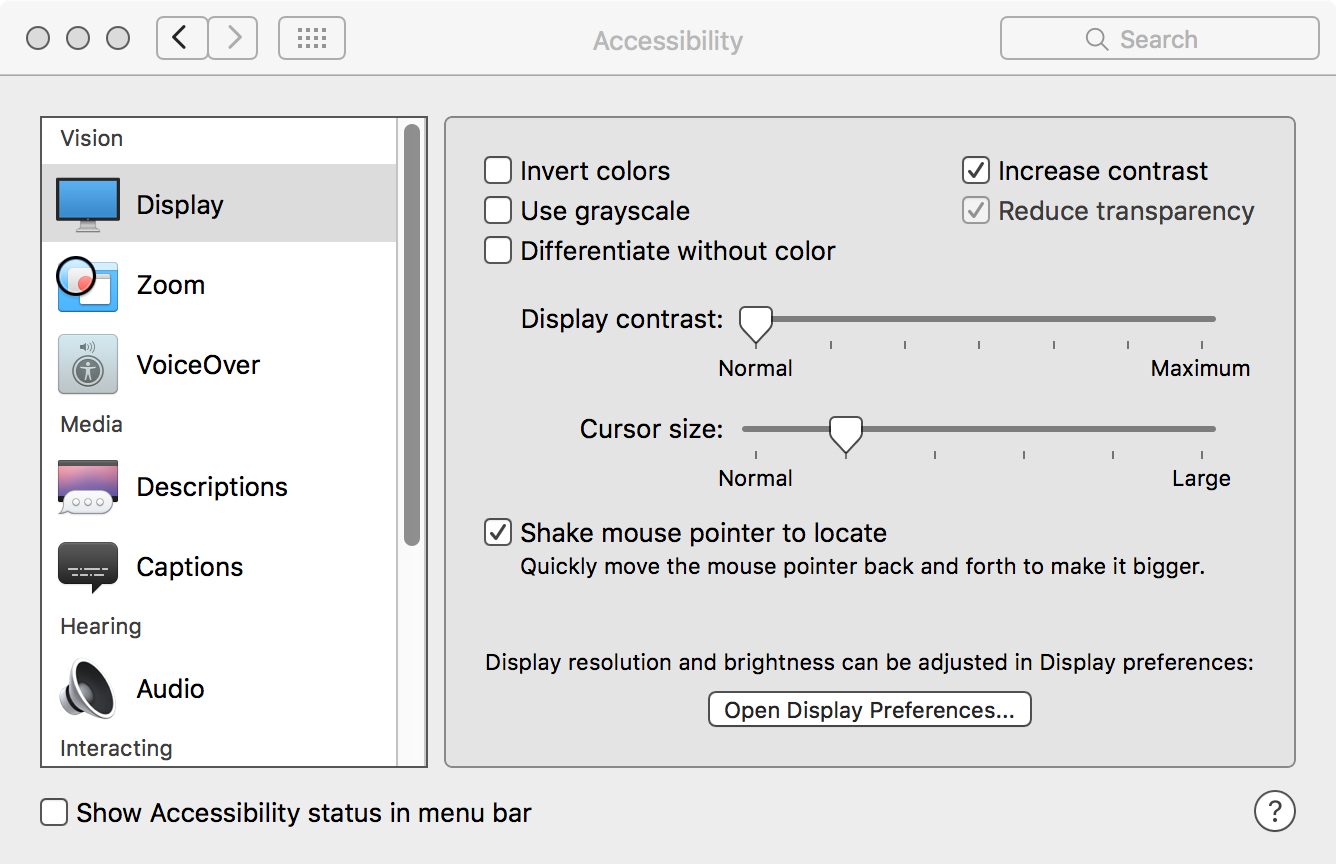 Accessibility
Search
Vision
Display
Zoom
VoiceOver
Media
Descriptions
Captions
Hearing
Audio
Interacting
Invert colors
Use grayscale
Differentiate without color
Increase contrast
Reduce transparency
Display contrast:
Normal
Maximum
Cursor size:
Normal
Large
Shake mouse pointer to locate
Quickly move the mouse pointer back and forth to make it bigger.
Display resolution and brightness can be adjusted in Display preferences:
Open Display Preferences...
Show Accessibility status in menu bar
?